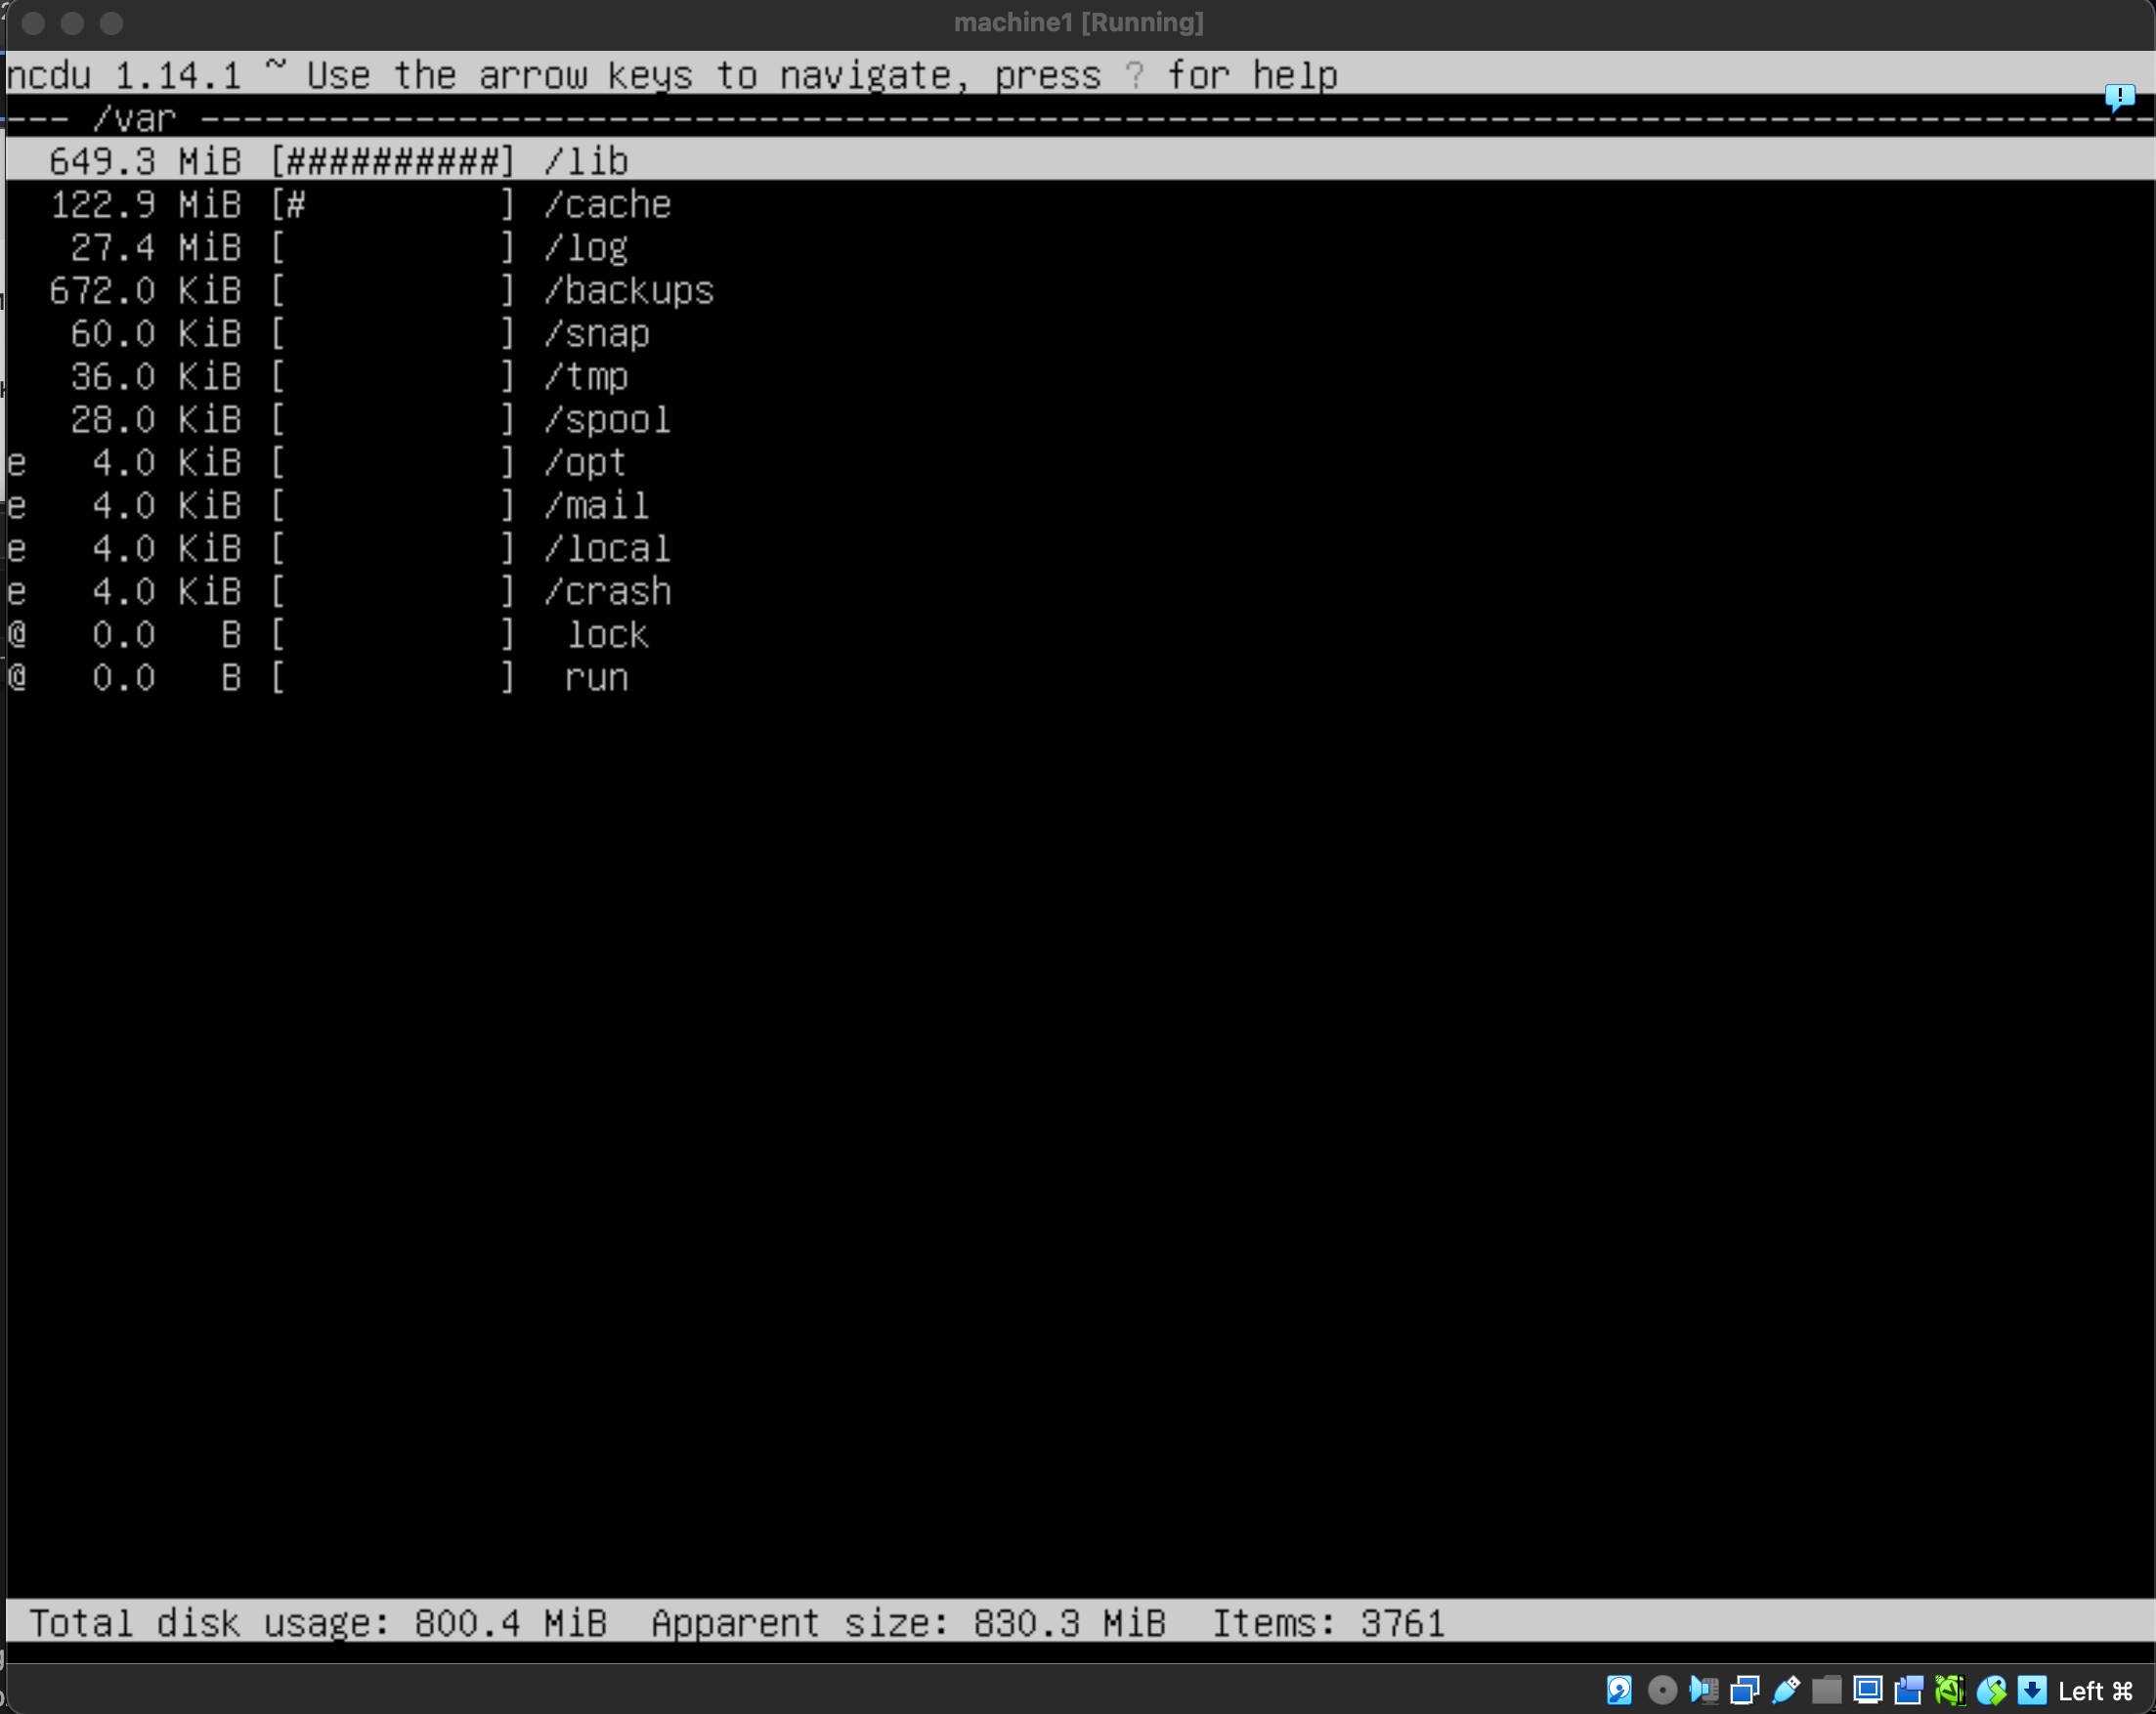 machine1 [Running]
ncdu 1.14.1 ~ Use the arrow keys to navigate, press ? for help
--- /var ---------------------------------------------------------------------------------------------
  649.3 MiB [##########] /lib
  122.9 MiB [#         ] /cache
   27.4 MiB [          ] /log
  672.0 KiB [          ] /backups
   60.0 KiB [          ] /snap
   36.0 KiB [          ] /tmp
   28.0 KiB [          ] /spool
e   4.0 KiB [          ] /opt
e   4.0 KiB [          ] /mail
e   4.0 KiB [          ] /local
e   4.0 KiB [          ] /crash
@   0.0   B [          ]  lock
@   0.0   B [          ]  run
Total disk usage: 800.4 MiB  Apparent size: 830.3 MiB  Items: 3761
Left ⌘